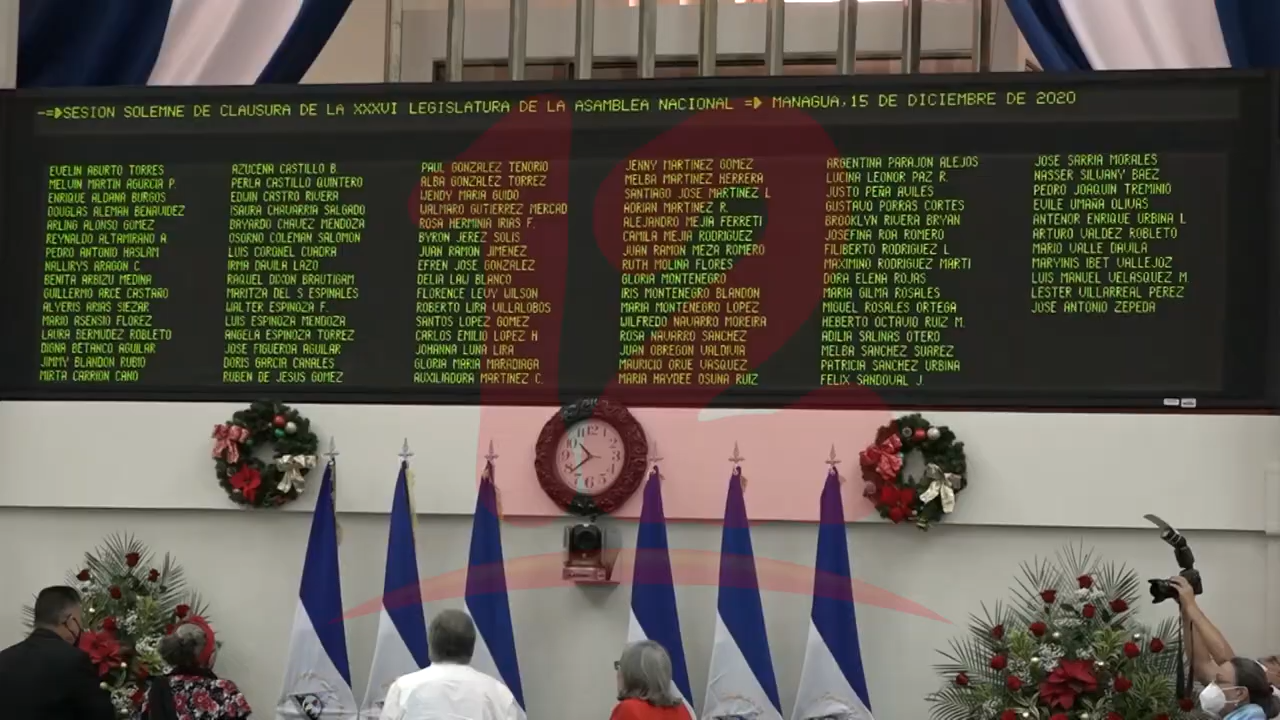 -=▶SESION SOLEMNE DE CLAUSURA DE LA XXXVI LEGISLATURA DE LA ASAMBLEA NACIONAL =▶ MANAGUA,15 DE DICIEMBRE DE 2020
EVELIN ABURTO TORRES
MELVIN MARTIN AGURCIA P.
ENRIQUE ALDANA BURGOS
DOUGLAS ALEMAN BENAVIDEZ
ARLING ALONSO GOMEZ
REYNALDO ALTAMIRANO A.
PEDRO ANTONIO HASLAM
NALLIRYS ARAGON C.
BENITA ARBIZU MEDINA
GUILLERMO ARCE CASTAÑO
ALYERIS ARIAS SIEZAR
MARIO ASENSIO FLOREZ
LAURA BERMUDEZ ROBLETO
DIGNA BETANCO AGUILAR
JIMMY BLANDON RUBIO
MIRTA CARRION CANO
AZUCENA CASTILLO B.
PERLA CASTILLO QUINTERO
EDWIN CASTRO RIVERA
ISAURA CHAVARRIA SALGADO
BAYARDO CHAVEZ MENDOZA
OSORNO COLEMAN SALOMON
LUIS CORONEL CUADRA
IRMA DAVILA LAZO
RAQUEL DIXON BRAUTIGAM
MARITZA DEL S ESPINALES
WALTER ESPINOZA F.
LUIS ESPINOZA MENDOZA
ANGELA ESPINOZA TORREZ
JOSE FIGUEROA AGUILAR
DORIS GARCIA CANALES
RUBEN DE JESUS GOMEZ
PAUL GONZALEZ TENORIO
ALBA GONZALEZ TORREZ
WENDY MARIA GUIDO
WALMARO GUTIERREZ MERCAD
ROSA HERMINIA IRIAS F.
BYRON JEREZ SOLIS
JUAN RAMON JIMENEZ
EFREN JOSE GONZALEZ
DELIA LAU BLANCO
FLORENCE LEVY WILSON
ROBERTO LIRA VILLALOBOS
SANTOS LOPEZ GOMEZ
CARLOS EMILIO LOPEZ H
JOHANNA LUNA LIRA
GLORIA MARIA MARADIAGA
AUXILIADORA MARTINEZ C.
JENNY MARTINEZ GOMEZ
MELBA MARTINEZ HERRERA
SANTIAGO JOSE MARTINEZ L
ADRIAN MARTINEZ R.
ALEJANDRO MEJIA FERRETI
CAMILA MEJIA RODRIGUEZ
JUAN RAMON MEZA ROMERO
RUTH MOLINA FLORES
GLORIA MONTENEGRO
IRIS MONTENEGRO BLANDON
MARIA MONTENEGRO LOPEZ
WILFREDO NAVARRO MOREIRA
ROSA NAVARRO SANCHEZ
JUAN OBREGON VALDIVIA
MAURICIO ORUE VASQUEZ
MARIA HAYDEE OSUNA RUIZ
ARGENTINA PARAJON ALEJOS
LUCINA LEONOR PAZ R.
JUSTO PEÑA AVILES
GUSTAVO PORRAS CORTES
BROOKLYN RIVERA BRYAN
JOSEFINA ROA ROMERO
FILIBERTO RODRIGUEZ L
MAXIMINO RODRIGUEZ MARTI
DORA ELENA ROJAS
MARIA GILMA ROSALES
MIGUEL ROSALES ORTEGA
HEBERTO OCTAVIO RUIZ M.
ADILIA SALINAS OTERO
MELBA SANCHEZ SUAREZ
PATRICIA SANCHEZ URBINA
FELIX SANDOVAL J
JOSE SARRIA MORALES
NASSER SILWANY BAEZ
PEDRO JOAQUIN TREMINIO
EVILE UMAÑA OLIVAS
ANTENOR ENRIQUE URBINA L
ARTURO VALDEZ ROBLETO
MARIO VALLE DAVILA
MARYINIS IBET VALLEJOZ
LUIS MANUEL VELASQUEZ M
LESTER VILLARREAL PEREZ
JOSE ANTONIO ZEPEDA
12